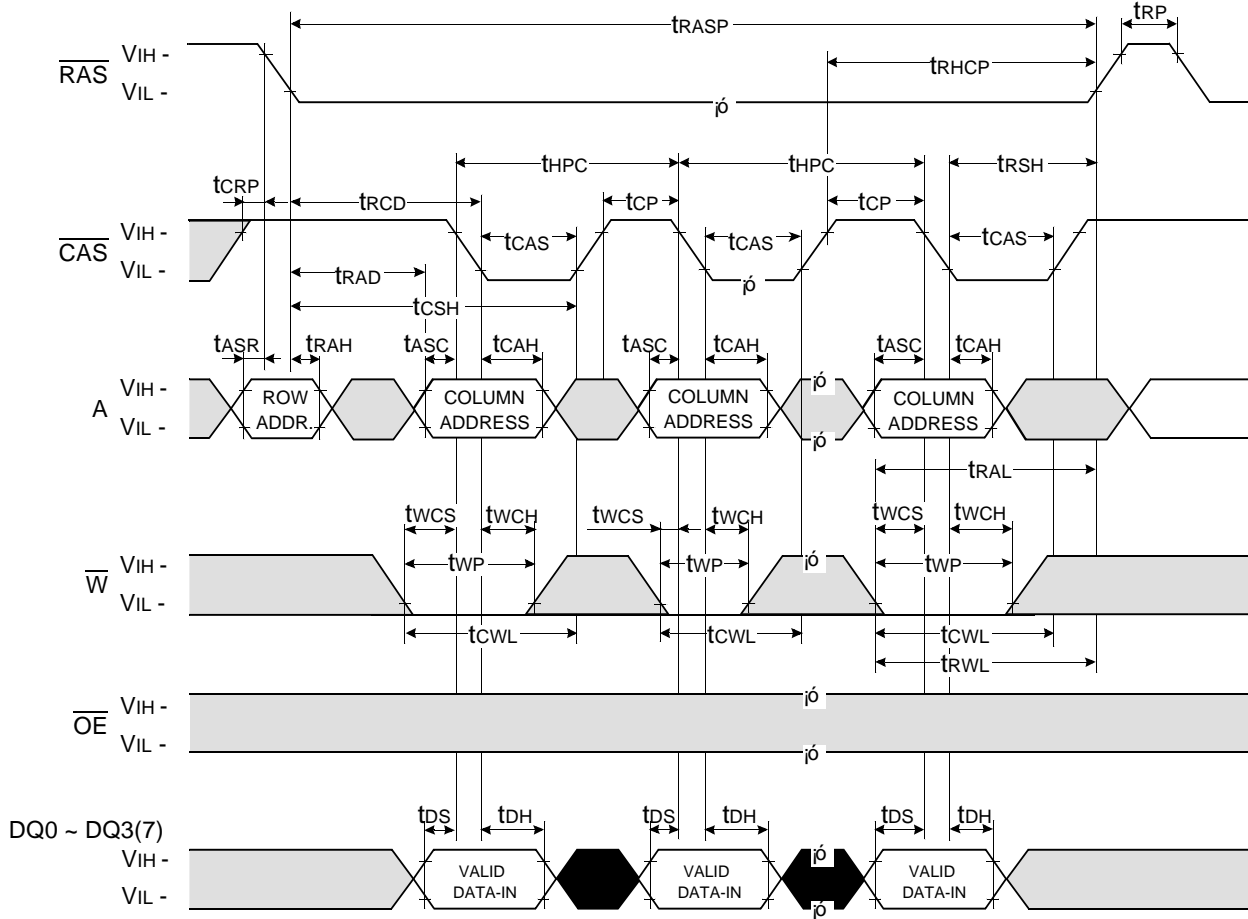 tRASP tRP
RAS VIH -
VIL -
tRHCP
¡ó
tHPC tHPC tRSH
tCRP tRCD tCP tCP
CAS VIH -
VIL -
tCAS tCAS tCAS
¡ó
tRAD
tCSH
tASR tRAH tASC tCAH tASC tCAH tASC tCAH
A VIH -
VIL -
ROW
ADDR.
COLUMN
ADDRESS
COLUMN
ADDRESS
¡ó
¡ó
COLUMN
ADDRESS
tRAL
tWCS tWCH tWCS tWCH tWCS tWCH
W VIH -
VIL -
tWP tWP ¡ó tWP
tCWL tCWL tCWL
tRWL
OE VIH -
VIL -
¡ó
¡ó
tDS tDH tDS tDH tDS tDH
DQ0 ~ DQ3(7)
VIH -
VIL -
VALID
DATA-IN
VALID
DATA-IN
¡ó
¡ó
VALID
DATA-IN